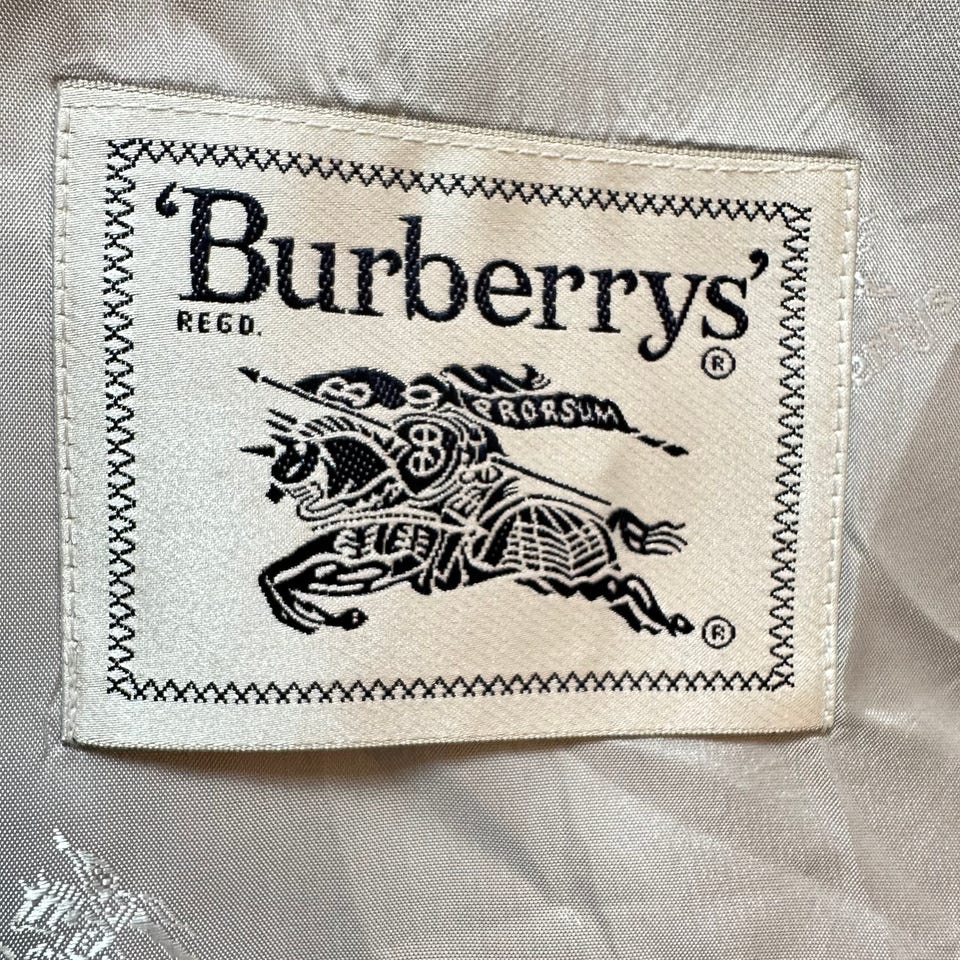 ‘Burberrys’
REGD.
®
PRORSUM
®